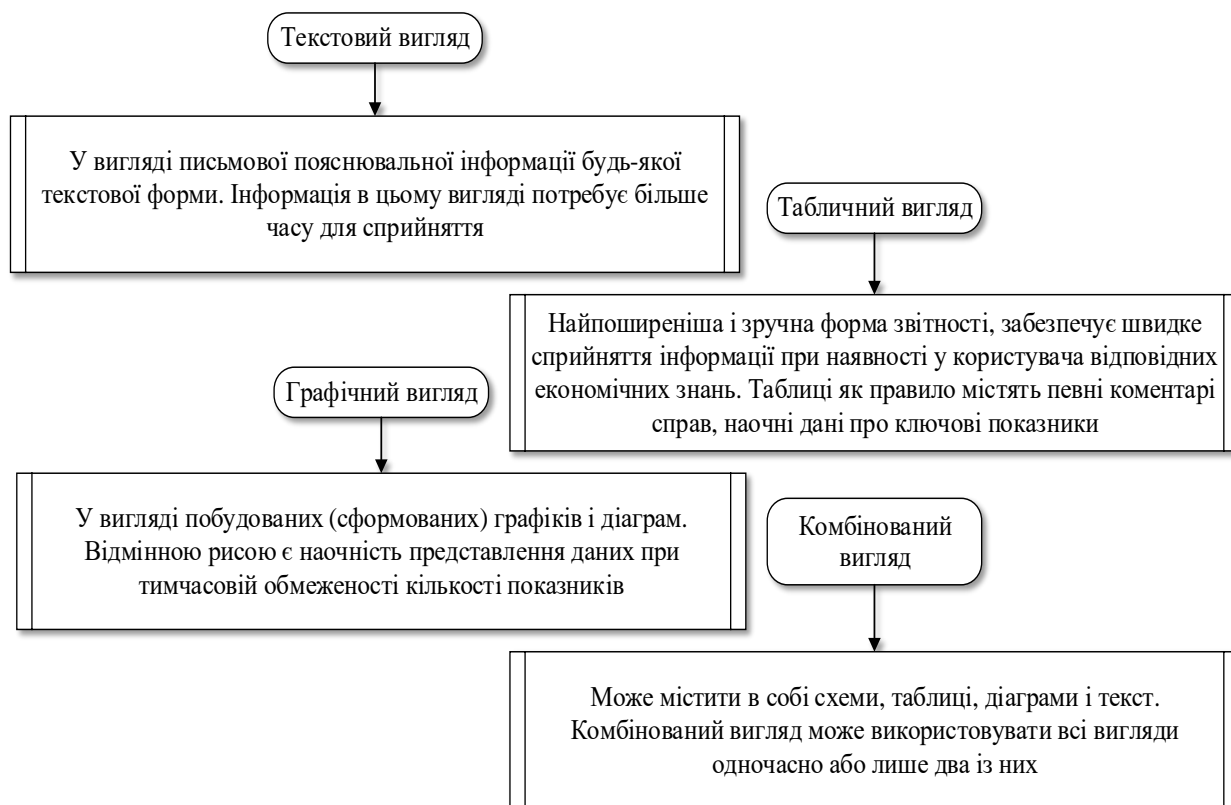 Текстовий вигляд
У вигляді письмової пояснювальної інформації будь-якої
текстової форми. Інформація в цьому вигляді потребує більше
часу для сприйняття
Табличний вигляд
Найпоширеніша і зручна форма звітності, забезпечує швидке
сприйняття інформації при наявності у користувача відповідних
економічних знань. Таблиці як правило містять певні коментарі
справ, наочні дані про ключові показники
Графічний вигляд
У вигляді побудованих (сформованих) графіків і діаграм.
Відмінною рисою є наочність представлення даних при
тимчасовій обмеженості кількості показників
Комбінований
вигляд
Може містити в собі схеми, таблиці, діаграми і текст.
Комбінований вигляд може використовувати всі вигляди
одночасно або лише два із них